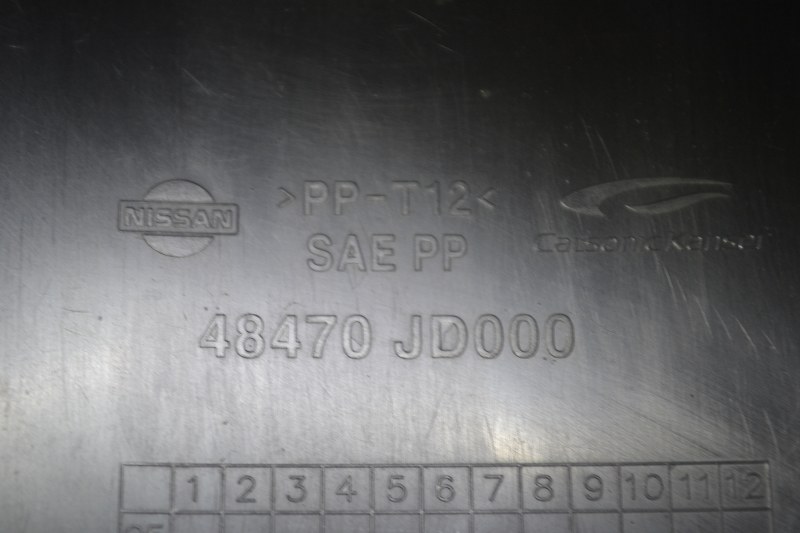 NISSAN
>PP-T12<
SAE PP
CalsonicKansei
48470 JD000
1 2 3 4 5 6 7 8 9 10 11 12